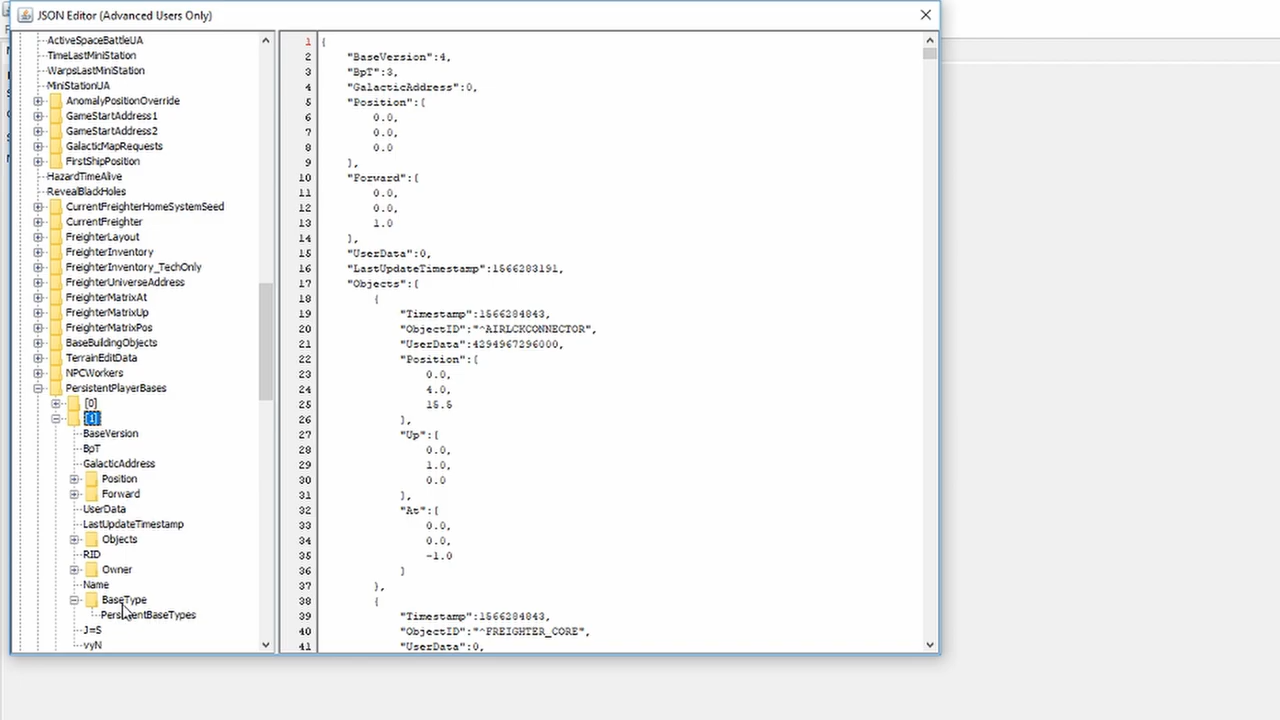 JSON Editor (Advanced Users Only)
ActiveSpaceBattleUA
TimeLastMiniStation
WarpsLastMiniStation
MiniStationUA
AnomalyPositionOverride
GameStartAddress1
GameStartAddress2
GalacticMapRequests
FirstShipPosition
HazardTimeAlive
RevealBlackHoles
CurrentFreighterHomeSystemSeed
CurrentFreighter
FreighterLayout
FreighterInventory
FreighterInventory_TechOnly
FreighterUniverseAddress
FreighterMatrixAt
FreighterMatrixUp
FreighterMatrixPos
BaseBuildingObjects
TerrainEditData
NPCWorkers
PersistentPlayerBases
[0]
[1]
BaseVersion
BpT
GalacticAddress
Position
Forward
UserData
LastUpdateTimestamp
Objects
RID
Owner
Name
BaseType
PersistentBaseTypes
J=S
vyN
1 {
2 "BaseVersion":4,
3 "BpT":3,
4 "GalacticAddress":0,
5 "Position":[
6 0.0,
7 0.0,
8 0.0
9 ],
10 "Forward":[
11 0.0,
12 0.0,
13 1.0
14 ],
15 "UserData":0,
16 "LastUpdateTimestamp":1566283191,
17 "Objects":[
18 {
19 "Timestamp":1566284843,
20 "ObjectID":"^AIRLCKCONNECTOR",
21 "UserData":4294967296000,
22 "Position":[
23 0.0,
24 4.0,
25 15.5
26 ],
27 "Up":[
28 0.0,
29 1.0,
30 0.0
31 ],
32 "At":[
33 0.0,
34 0.0,
35 -1.0
36 ]
37 },
38 {
39 "Timestamp":1566284843,
40 "ObjectID":"^FREIGHTER_CORE",
41 "UserData":0,